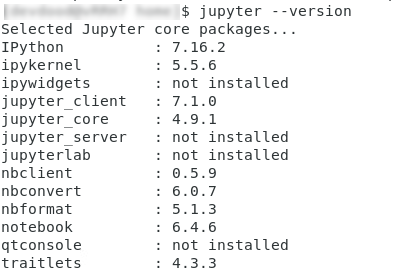 $ jupyter --version
Selected Jupyter core packages...
IPython          : 7.16.2
ipykernel        : 5.5.6
ipywidgets       : not installed
jupyter_client   : 7.1.0
jupyter_core     : 4.9.1
jupyter_server   : not installed
jupyterlab       : not installed
nbclient         : 0.5.9
nbconvert        : 6.0.7
nbformat         : 5.1.3
notebook         : 6.4.6
qtconsole        : not installed
traitlets        : 4.3.3